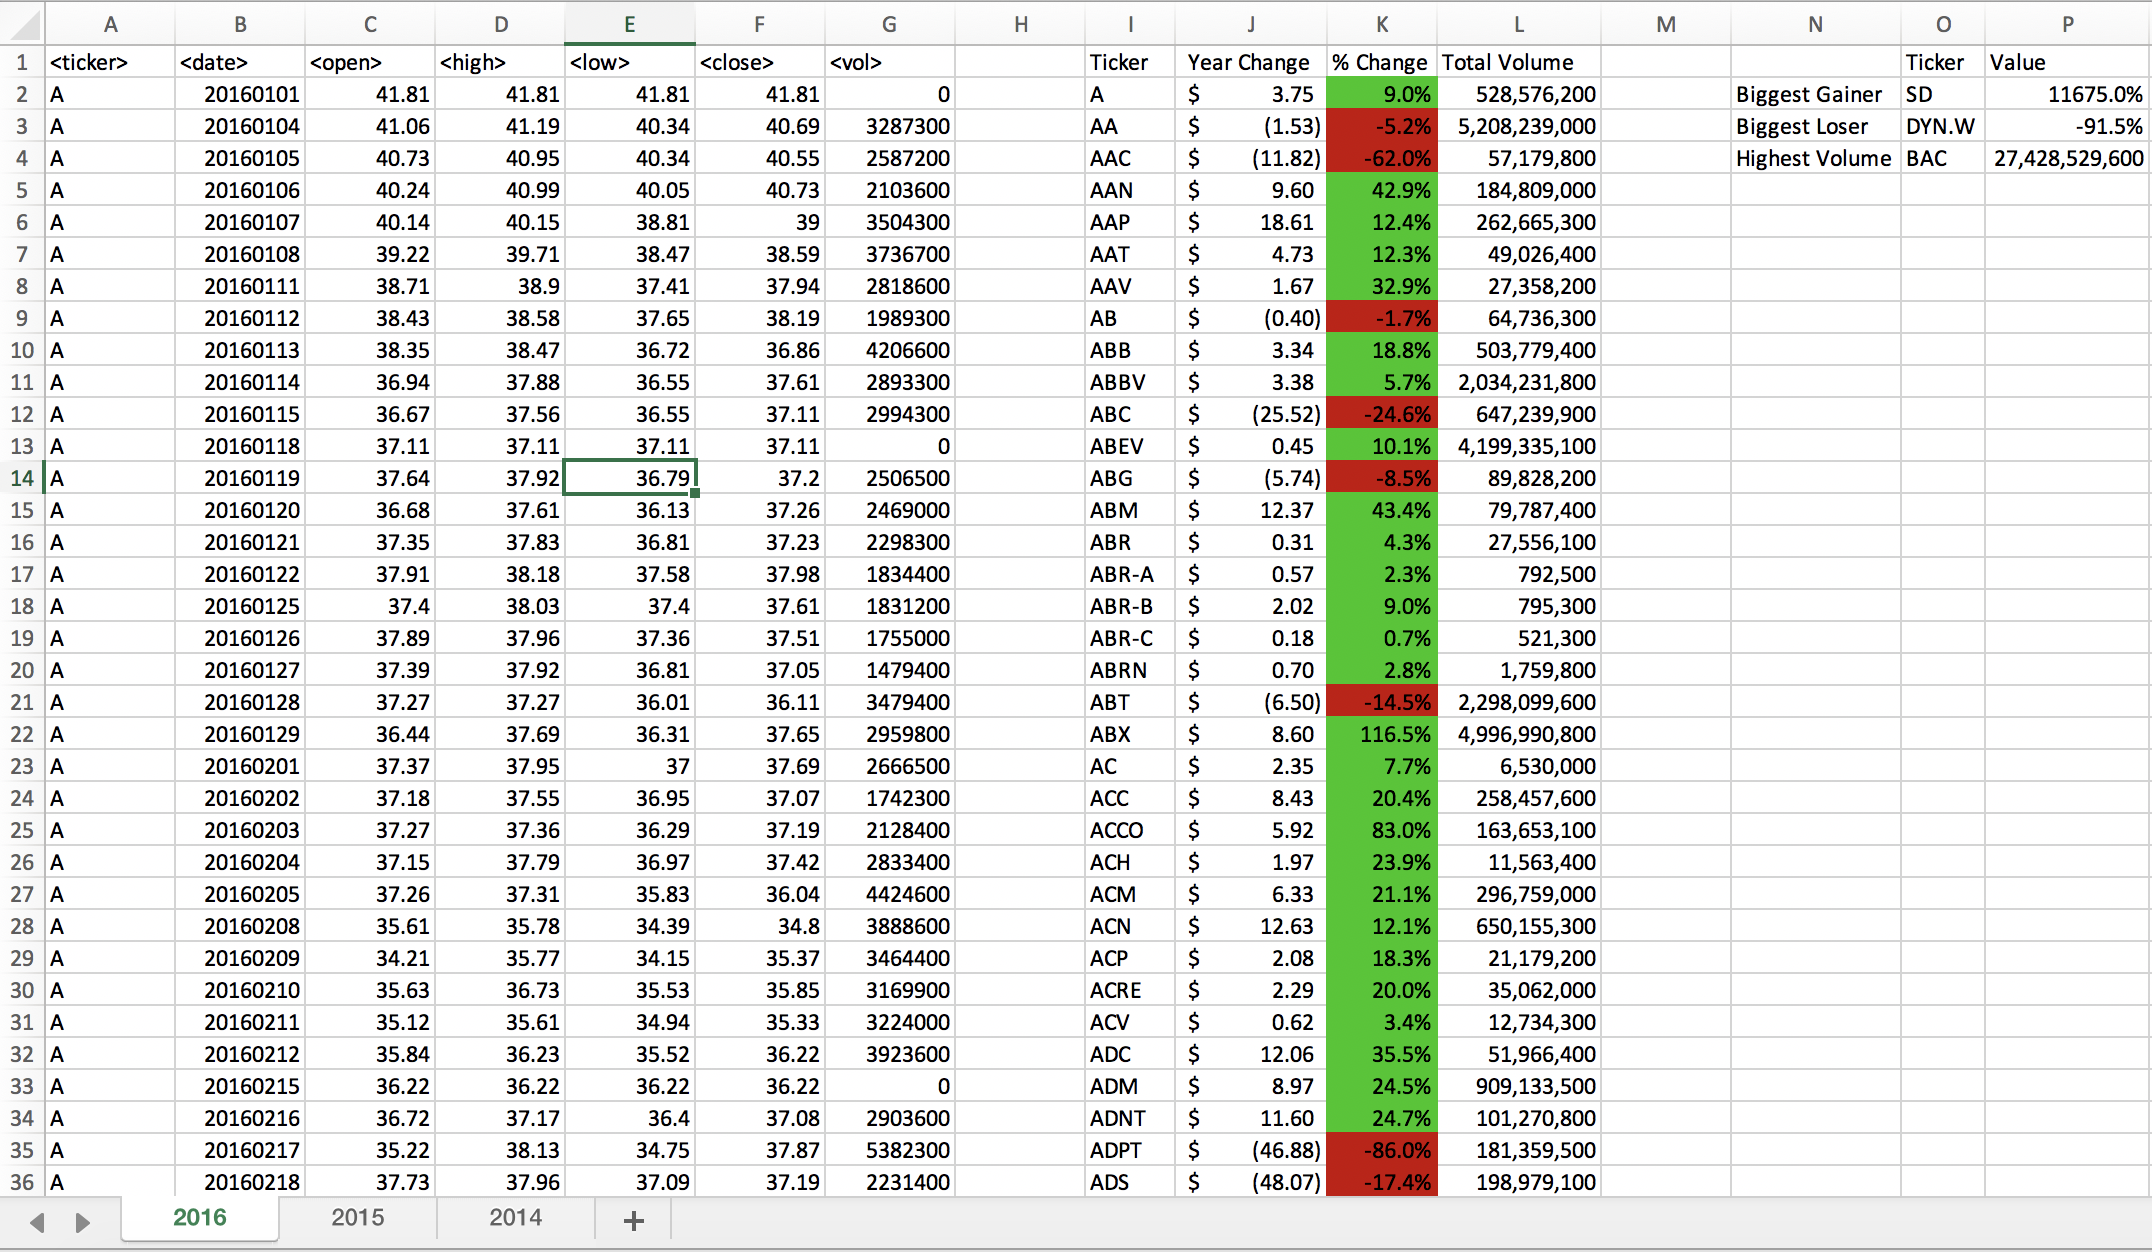 A B C D E F G H I J K L M N O P
1 <ticker> <date> <open> <high> <low> <close> <vol> Ticker Year Change % Change Total Volume Ticker Value
2 A 20160101 41.81 41.81 41.81 41.81 0 A $ 3.75 9.0% 528,576,200 Biggest Gainer SD 11675.0%
3 A 20160104 41.06 41.19 40.34 40.69 3287300 AA $ (1.53) -5.2% 5,208,239,000 Biggest Loser DYN.W -91.5%
4 A 20160105 40.73 40.95 40.34 40.55 2587200 AAC $ (11.82) -62.0% 57,179,800 Highest Volume BAC 27,428,529,600
5 A 20160106 40.24 40.99 40.05 40.73 2103600 AAN $ 9.60 42.9% 184,809,000
6 A 20160107 40.14 40.15 38.81 39 3504300 AAP $ 18.61 12.4% 262,665,300
7 A 20160108 39.22 39.71 38.47 38.59 3736700 AAT $ 4.73 12.3% 49,026,400
8 A 20160111 38.71 38.9 37.41 37.94 2818600 AAV $ 1.67 32.9% 27,358,200
9 A 20160112 38.43 38.58 37.65 38.19 1989300 AB $ (0.40) -1.7% 64,736,300
10 A 20160113 38.35 38.47 36.72 36.86 4206600 ABB $ 3.34 18.8% 503,779,400
11 A 20160114 36.94 37.88 36.55 37.61 2893300 ABBV $ 3.38 5.7% 2,034,231,800
12 A 20160115 36.67 37.56 36.55 37.11 2994300 ABC $ (25.52) -24.6% 647,239,900
13 A 20160118 37.11 37.11 37.11 37.11 0 ABEV $ 0.45 10.1% 4,199,335,100
14 A 20160119 37.64 37.92 36.79 37.2 2506500 ABG $ (5.74) -8.5% 89,828,200
15 A 20160120 36.68 37.61 36.13 37.26 2469000 ABM $ 12.37 43.4% 79,787,400
16 A 20160121 37.35 37.83 36.81 37.23 2298300 ABR $ 0.31 4.3% 27,556,100
17 A 20160122 37.91 38.18 37.58 37.98 1834400 ABR-A $ 0.57 2.3% 792,500
18 A 20160125 37.4 38.03 37.4 37.61 1831200 ABR-B $ 2.02 9.0% 795,300
19 A 20160126 37.89 37.96 37.36 37.51 1755000 ABR-C $ 0.18 0.7% 521,300
20 A 20160127 37.39 37.92 36.81 37.05 1479400 ABRN $ 0.70 2.8% 1,759,800
21 A 20160128 37.27 37.27 36.01 36.11 3479400 ABT $ (6.50) -14.5% 2,298,099,600
22 A 20160129 36.44 37.69 36.31 37.65 2959800 ABX $ 8.60 116.5% 4,996,990,800
23 A 20160201 37.37 37.95 37 37.69 2666500 AC $ 2.35 7.7% 6,530,000
24 A 20160202 37.18 37.55 36.95 37.07 1742300 ACC $ 8.43 20.4% 258,457,600
25 A 20160203 37.27 37.36 36.29 37.19 2128400 ACCO $ 5.92 83.0% 163,653,100
26 A 20160204 37.15 37.79 36.97 37.42 2833400 ACH $ 1.97 23.9% 11,563,400
27 A 20160205 37.26 37.31 35.83 36.04 4424600 ACM $ 6.33 21.1% 296,759,000
28 A 20160208 35.61 35.78 34.39 34.8 3888600 ACN $ 12.63 12.1% 650,155,300
29 A 20160209 34.21 35.77 34.15 35.37 3464400 ACP $ 2.08 18.3% 21,179,200
30 A 20160210 35.63 36.73 35.53 35.85 3169900 ACRE $ 2.29 20.0% 35,062,000
31 A 20160211 35.12 35.61 34.94 35.33 3224000 ACV $ 0.62 3.4% 12,734,300
32 A 20160212 35.84 36.23 35.52 36.22 3923600 ADC $ 12.06 35.5% 51,966,400
33 A 20160215 36.22 36.22 36.22 36.22 0 ADM $ 8.97 24.5% 909,133,500
34 A 20160216 36.72 37.17 36.4 37.08 2903600 ADNT $ 11.60 24.7% 101,270,800
35 A 20160217 35.22 38.13 34.75 37.87 5382300 ADPT $ (46.88) -86.0% 181,359,500
36 A 20160218 37.73 37.96 37.09 37.19 2231400 ADS $ (48.07) -17.4% 198,979,100
2016 2015 2014 +